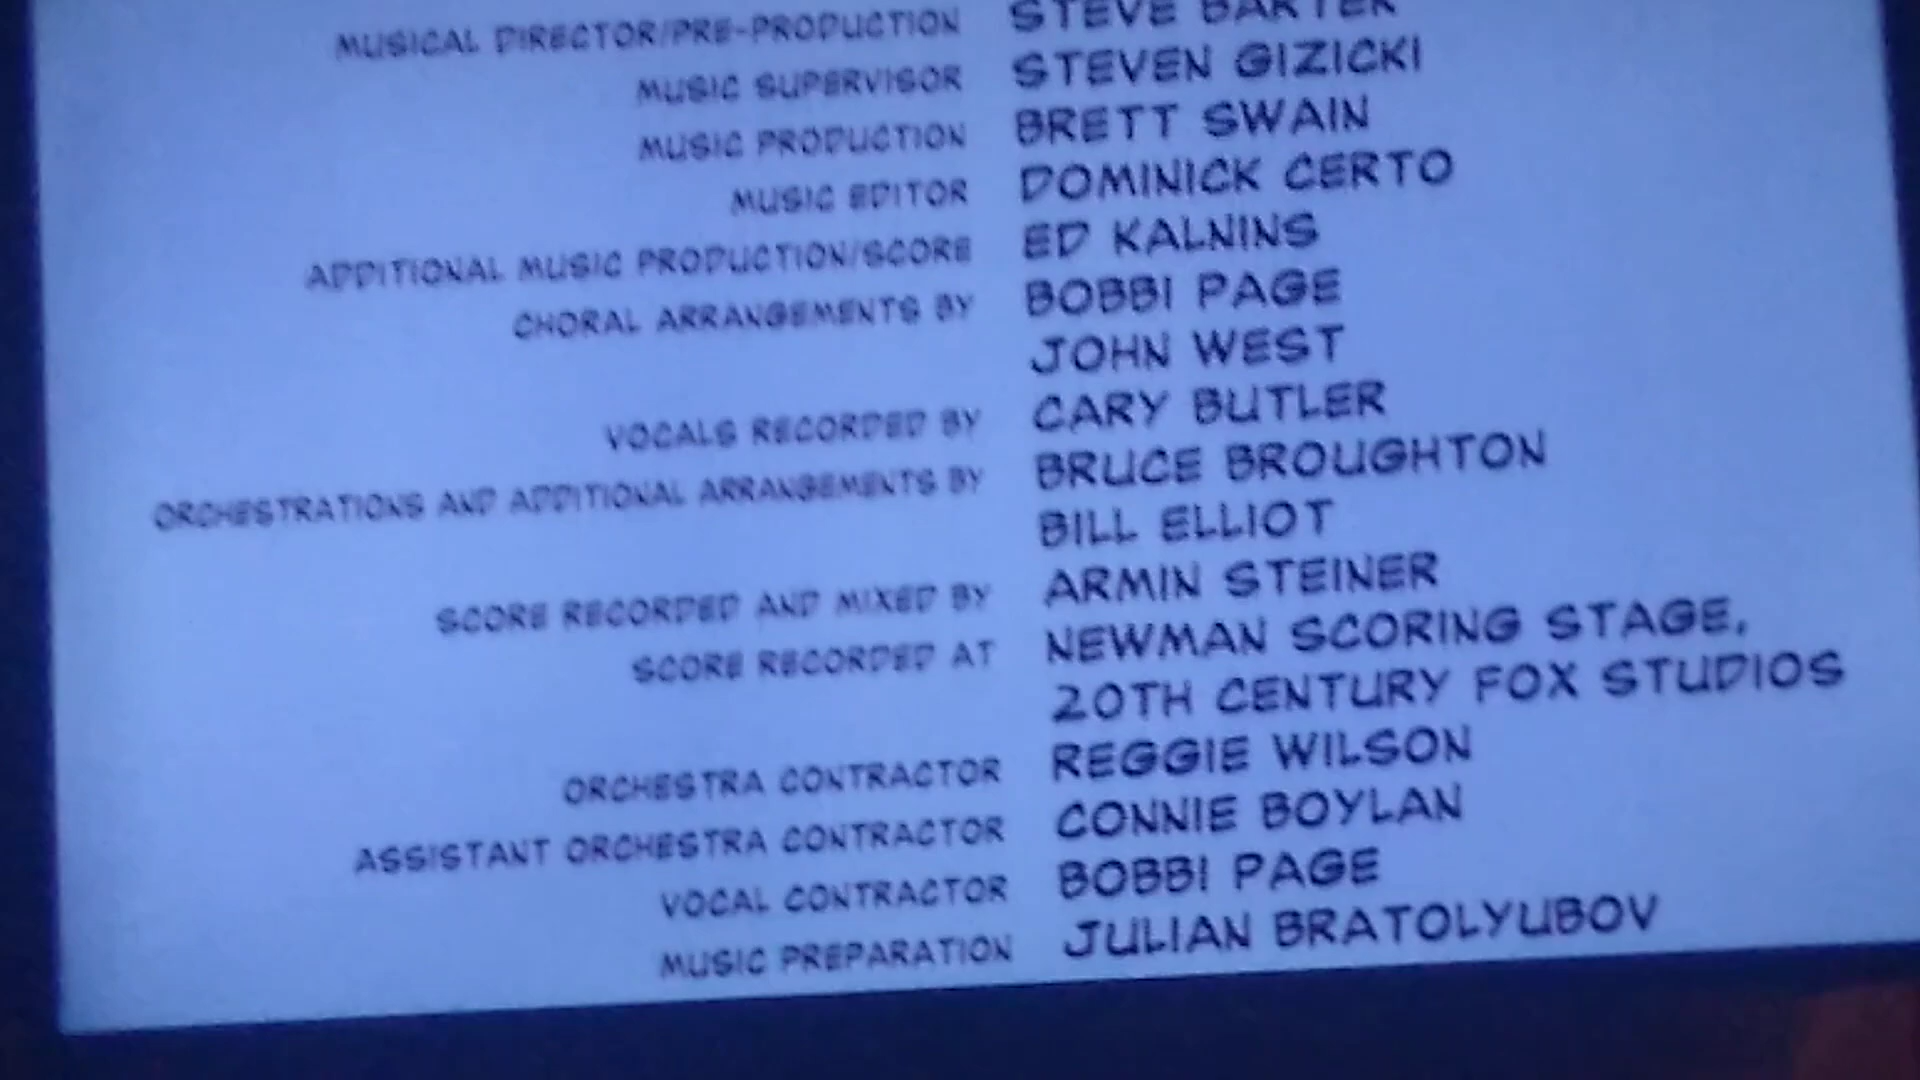 MUSICAL DIRECTOR/PRE-PRODUCTION STEVE BARTEK
MUSIC SUPERVISOR STEVEN GIZICKI
MUSIC PRODUCTION BRETT SWAIN
MUSIC EDITOR DOMINICK CERTO
ADDITIONAL MUSIC PRODUCTION/SCORE ED KALNINS
CHORAL ARRANGEMENTS BY BOBBI PAGE
JOHN WEST
VOCALS RECORDED BY CARY BUTLER
ORCHESTRATIONS AND ADDITIONAL ARRANGEMENTS BY BRUCE BROUGHTON
BILL ELLIOT
SCORE RECORDED AND MIXED BY ARMIN STEINER
SCORE RECORDED AT NEWMAN SCORING STAGE,
20TH CENTURY FOX STUDIOS
ORCHESTRA CONTRACTOR REGGIE WILSON
ASSISTANT ORCHESTRA CONTRACTOR CONNIE BOYLAN
VOCAL CONTRACTOR BOBBI PAGE
MUSIC PREPARATION JULIAN BRATOLYUBOV